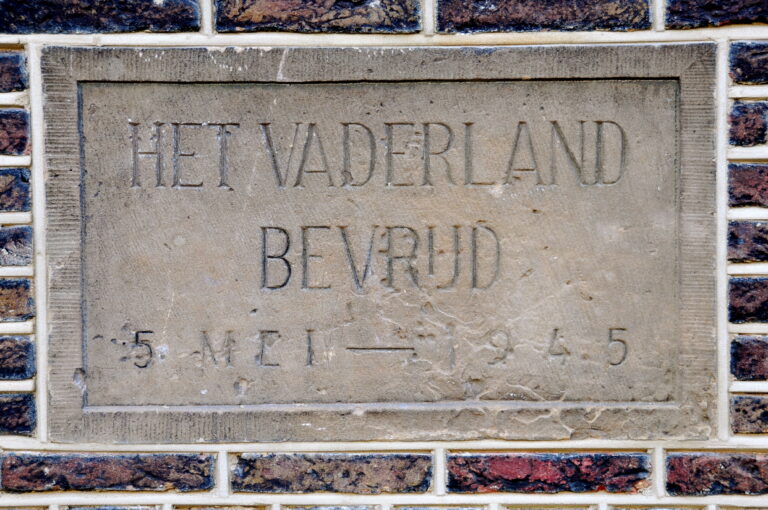 HET VADERLAND
BEVRIJD
5 MEI — 1945